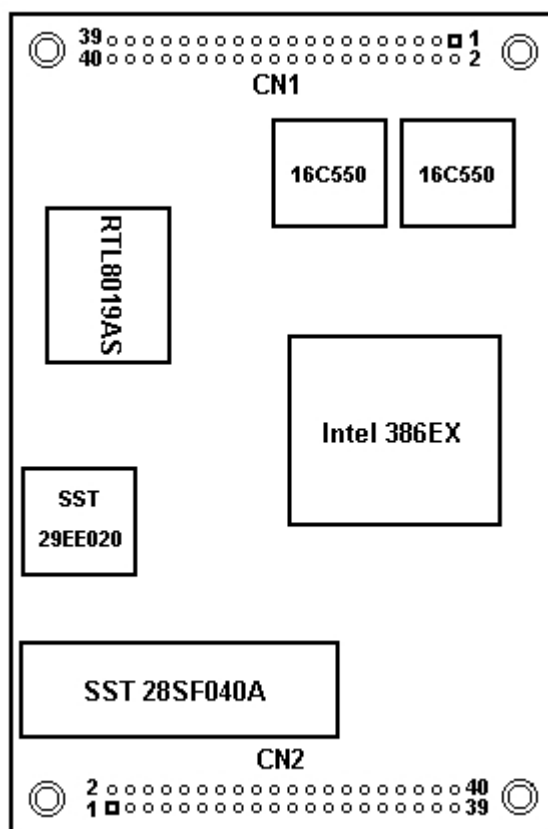 39 1
40 2
CN1
16C550 16C550
RTL8019AS
Intel 386EX
SST
29EE020
SST 28SF040A
CN2
2 40
1 39